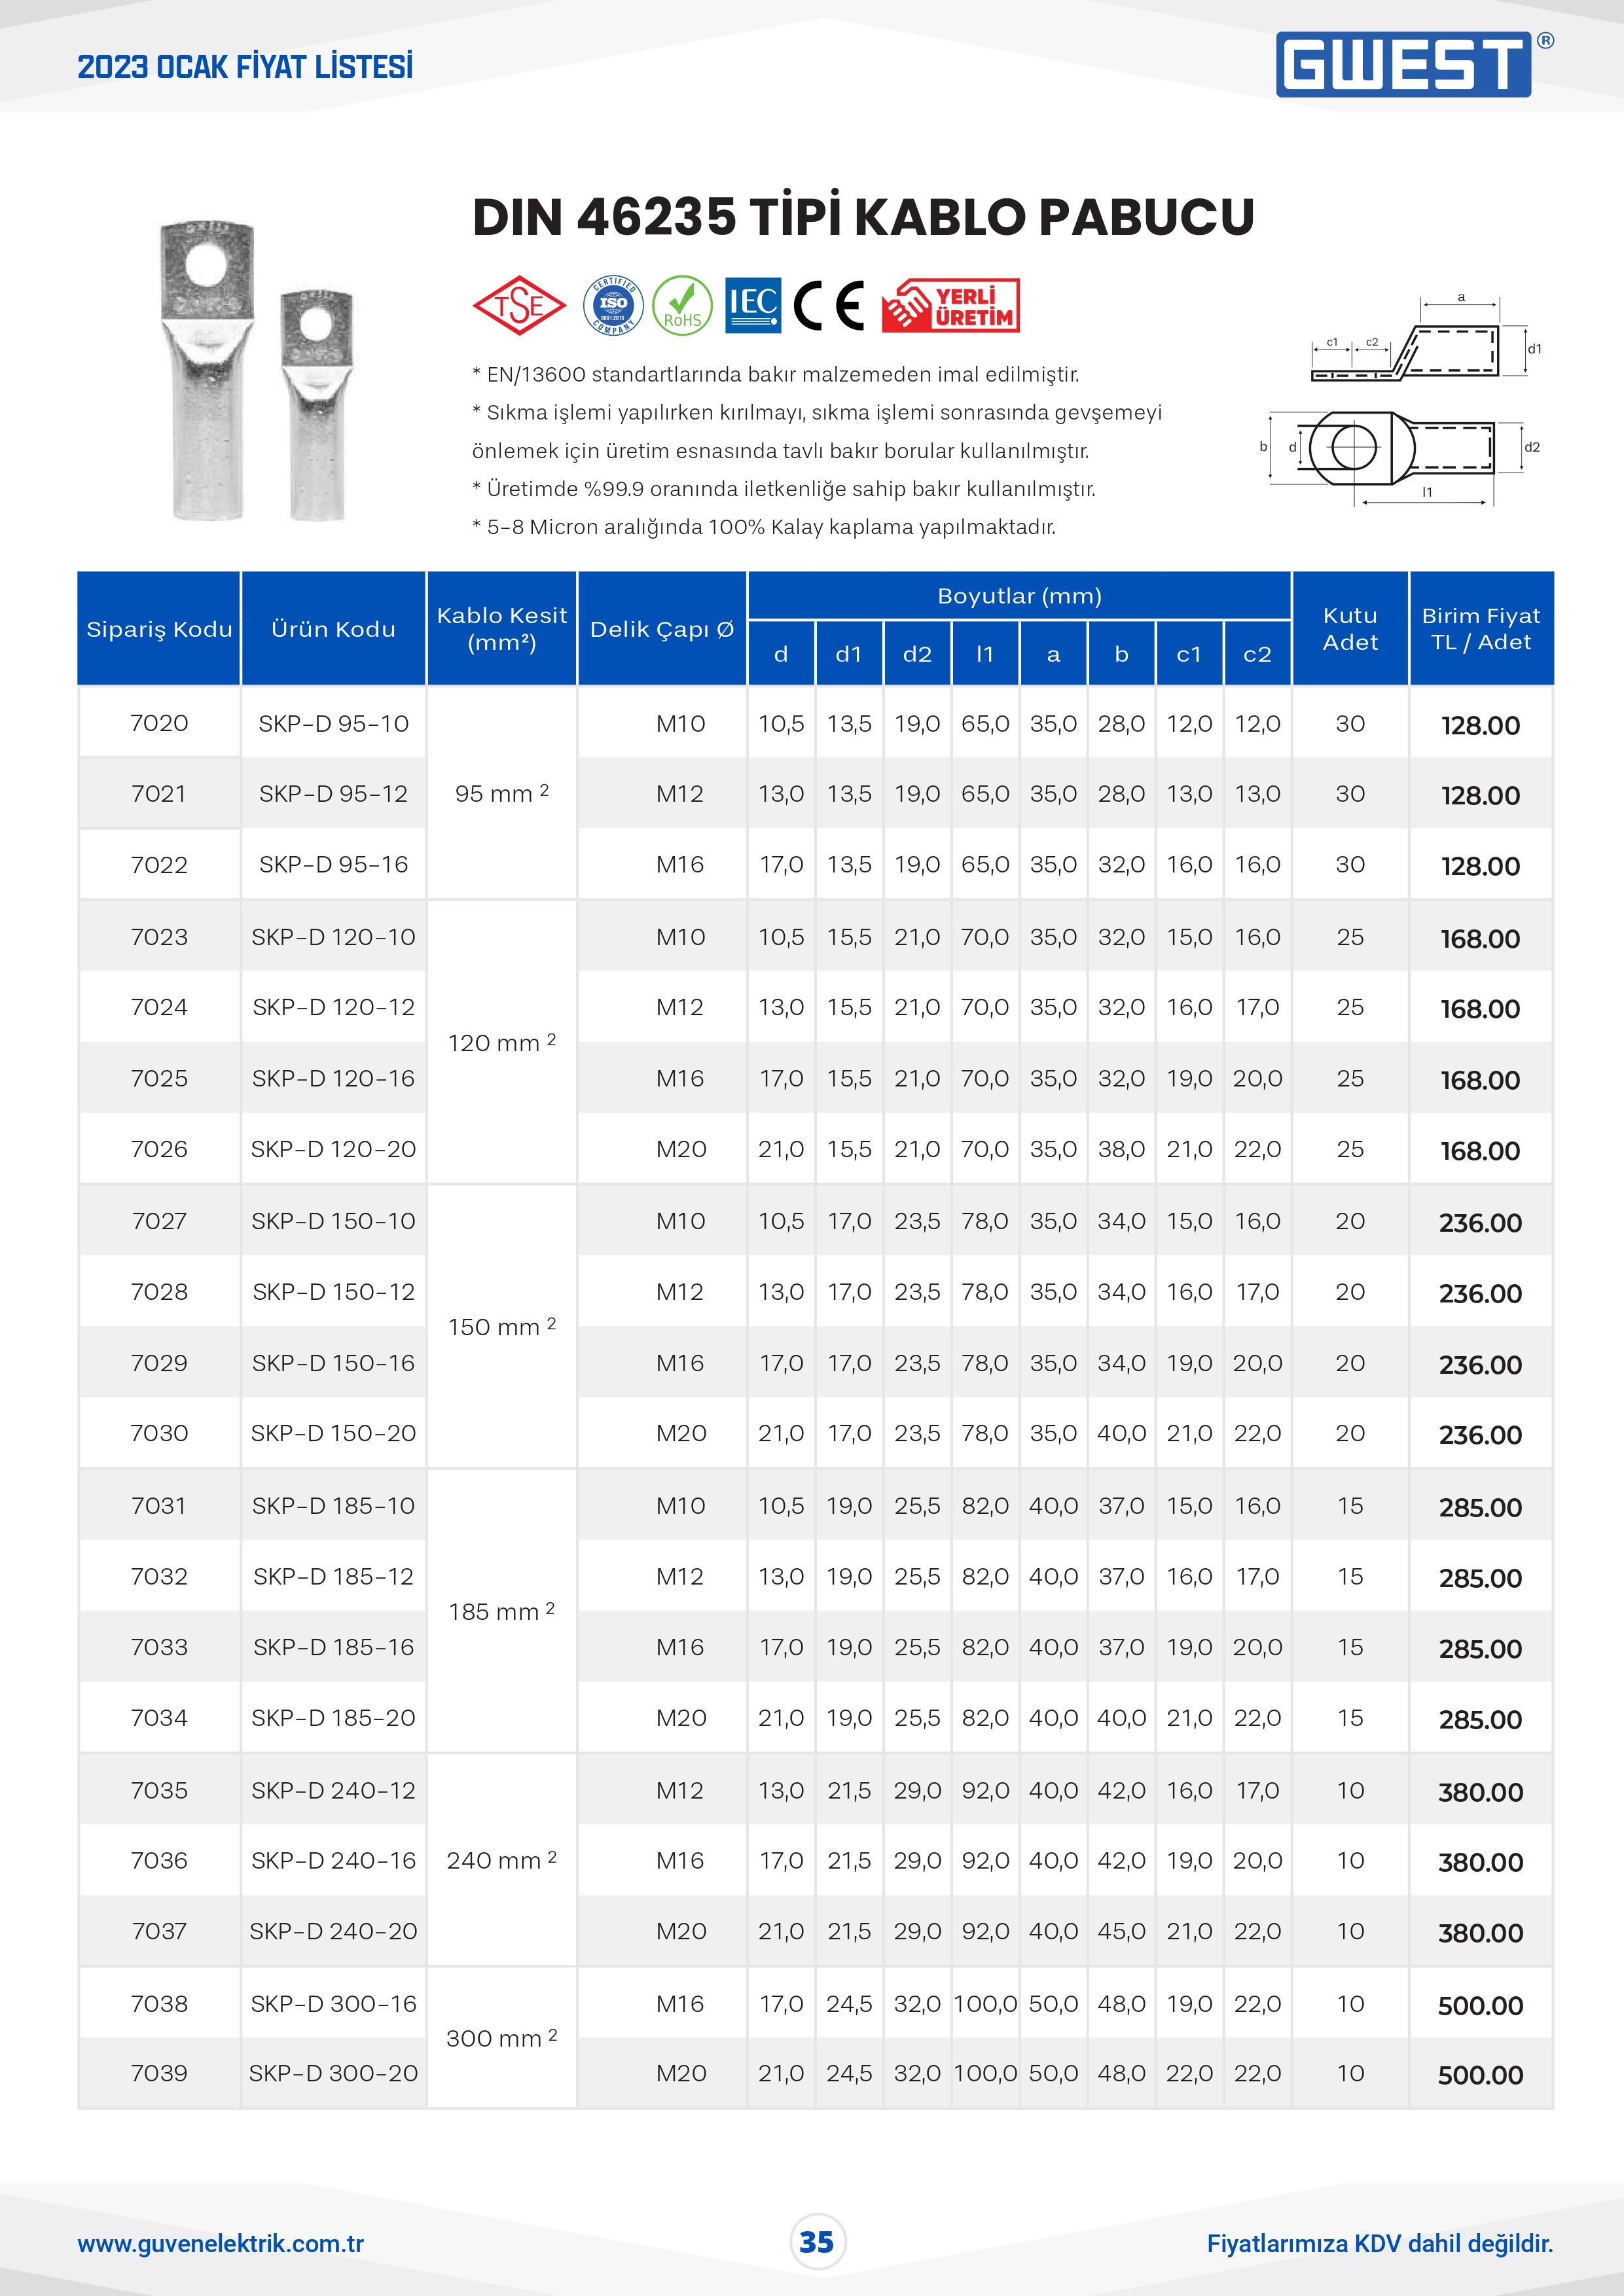 2023 OCAK FİYAT LİSTESİ
GWEST ®
DIN 46235 TİPİ KABLO PABUCU
TSE
CERTIFIED
ISO
9001:2015
COMPANY
RoHS
IEC
CE
YERLİ
ÜRETİM
* EN/13600 standartlarında bakır malzemeden imal edilmiştir.
* Sıkma işlemi yapılırken kırılmayı, sıkma işlemi sonrasında gevşemeyi
önlemek için üretim esnasında tavlı bakır borular kullanılmıştır.
* Üretimde %99.9 oranında iletkenliğe sahip bakır kullanılmıştır.
* 5-8 Micron aralığında 100% Kalay kaplama yapılmaktadır.
a
c1 c2
d1
b d
d2
l1
Sipariş Kodu Ürün Kodu Kablo Kesit (mm²) Delik Çapı Ø Boyutlar (mm) Kutu Adet Birim Fiyat TL / Adet
d d1 d2 l1 a b c1 c2
7020 SKP-D 95-10 M10 10,5 13,5 19,0 65,0 35,0 28,0 12,0 12,0 30 128.00
7021 SKP-D 95-12 95 mm 2 M12 13,0 13,5 19,0 65,0 35,0 28,0 13,0 13,0 30 128.00
7022 SKP-D 95-16 M16 17,0 13,5 19,0 65,0 35,0 32,0 16,0 16,0 30 128.00
7023 SKP-D 120-10 M10 10,5 15,5 21,0 70,0 35,0 32,0 15,0 16,0 25 168.00
7024 SKP-D 120-12 M12 13,0 15,5 21,0 70,0 35,0 32,0 16,0 17,0 25 168.00
120 mm 2
7025 SKP-D 120-16 M16 17,0 15,5 21,0 70,0 35,0 32,0 19,0 20,0 25 168.00
7026 SKP-D 120-20 M20 21,0 15,5 21,0 70,0 35,0 38,0 21,0 22,0 25 168.00
7027 SKP-D 150-10 M10 10,5 17,0 23,5 78,0 35,0 34,0 15,0 16,0 20 236.00
7028 SKP-D 150-12 M12 13,0 17,0 23,5 78,0 35,0 34,0 16,0 17,0 20 236.00
150 mm 2
7029 SKP-D 150-16 M16 17,0 17,0 23,5 78,0 35,0 34,0 19,0 20,0 20 236.00
7030 SKP-D 150-20 M20 21,0 17,0 23,5 78,0 35,0 40,0 21,0 22,0 20 236.00
7031 SKP-D 185-10 M10 10,5 19,0 25,5 82,0 40,0 37,0 15,0 16,0 15 285.00
7032 SKP-D 185-12 M12 13,0 19,0 25,5 82,0 40,0 37,0 16,0 17,0 15 285.00
185 mm 2
7033 SKP-D 185-16 M16 17,0 19,0 25,5 82,0 40,0 37,0 19,0 20,0 15 285.00
7034 SKP-D 185-20 M20 21,0 19,0 25,5 82,0 40,0 40,0 21,0 22,0 15 285.00
7035 SKP-D 240-12 M12 13,0 21,5 29,0 92,0 40,0 42,0 16,0 17,0 10 380.00
7036 SKP-D 240-16 240 mm 2 M16 17,0 21,5 29,0 92,0 40,0 42,0 19,0 20,0 10 380.00
7037 SKP-D 240-20 M20 21,0 21,5 29,0 92,0 40,0 45,0 21,0 22,0 10 380.00
7038 SKP-D 300-16 M16 17,0 24,5 32,0 100,0 50,0 48,0 19,0 22,0 10 500.00
300 mm 2
7039 SKP-D 300-20 M20 21,0 24,5 32,0 100,0 50,0 48,0 22,0 22,0 10 500.00
www.guvenelektrik.com.tr
35
Fiyatlarımıza KDV dahil değildir.